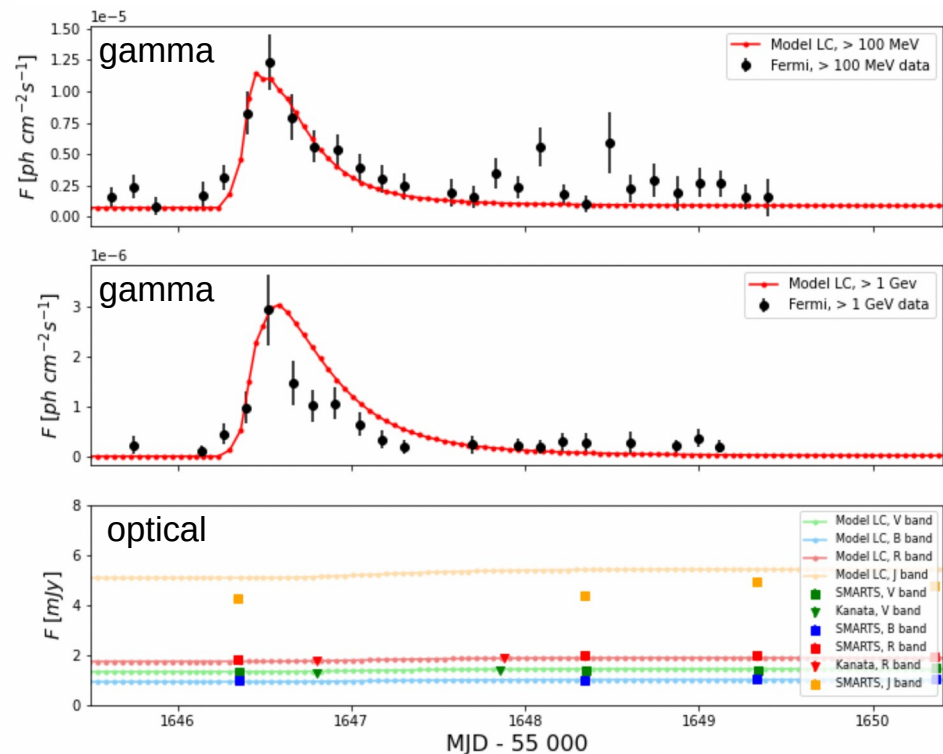 1e−5
gamma
Model LC, > 100 MeV
Fermi, > 100 MeV data
F [ph cm⁻²s⁻¹]
1.50
1.25
1.00
0.75
0.50
0.25
0.00
1e−6
gamma
Model LC, > 1 Gev
Fermi, > 1 GeV data
F [ph cm⁻²s⁻¹]
3
2
1
0
optical
Model LC, V band
Model LC, B band
Model LC, R band
Model LC, J band
SMARTS, V band
Kanata, V band
SMARTS, B band
SMARTS, R band
Kanata, R band
SMARTS, J band
F [mJy]
8
6
4
2
0
1646 1647 1648 1649 1650
MJD - 55 000